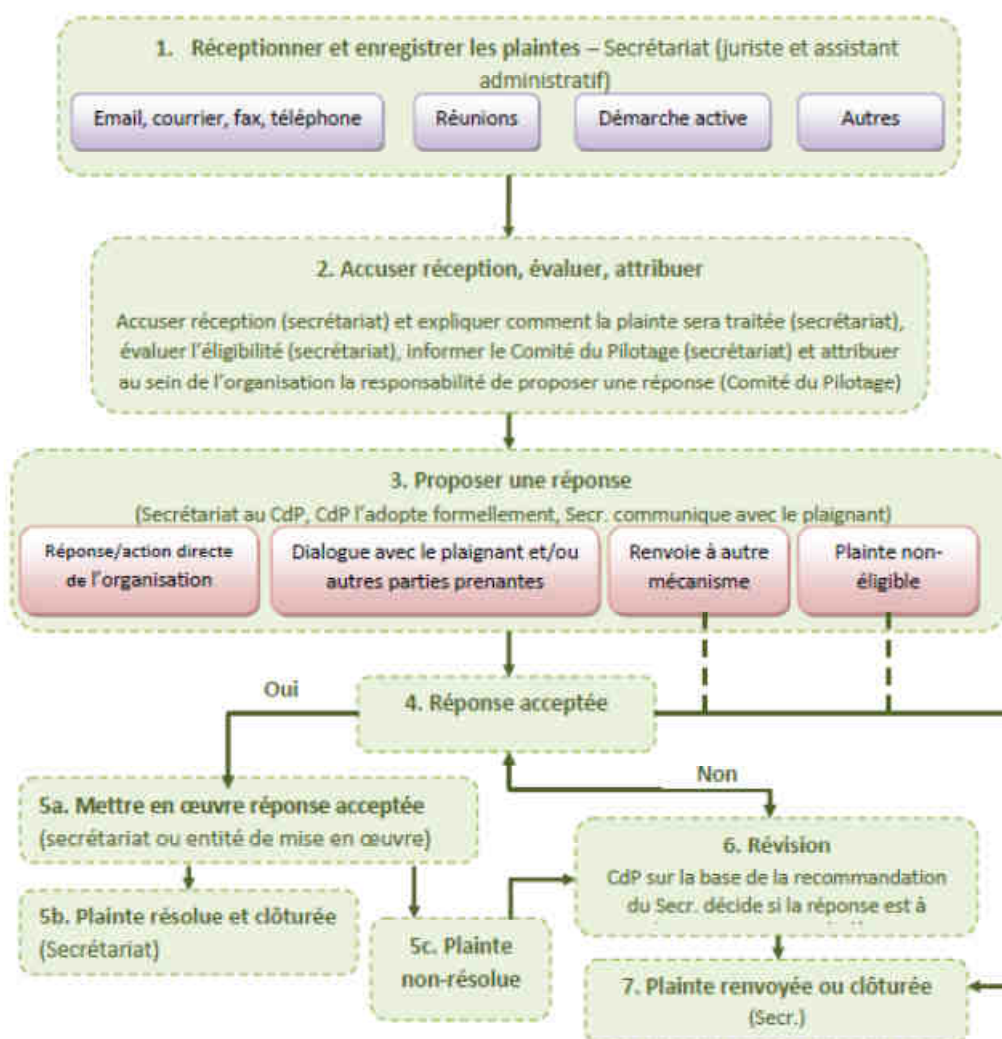 1. Réceptionner et enregistrer les plaintes – Secrétariat (juriste et assistant
administratif)
Email, courrier, fax, téléphone
Réunions
Démarche active
Autres
2. Accuser réception, évaluer, attribuer
Accuser réception (secrétariat) et expliquer comment la plainte sera traitée (secrétariat),
évaluer l'éligibilité (secrétariat), informer le Comité du Pilotage (secrétariat) et attribuer
au sein de l'organisation la responsabilité de proposer une réponse (Comité du Pilotage)
3. Proposer une réponse
(Secrétariat au CdP, CdP l'adopte formellement, Secr. communique avec le plaignant)
Réponse/action directe
de l'organisation
Dialogue avec le plaignant et/ou
autres parties prenantes
Renvoie à autre
mécanisme
Plainte non-
éligible
Oui
4. Réponse acceptée
Non
5a. Mettre en œuvre réponse acceptée
(secrétariat ou entité de mise en œuvre)
5b. Plainte résolue et clôturée
(Secrétariat)
5c. Plainte
non-résolue
6. Révision
CdP sur la base de la recommandation
du Secr. décide si la réponse est à
7. Plainte renvoyée ou clôturée
(Secr.)